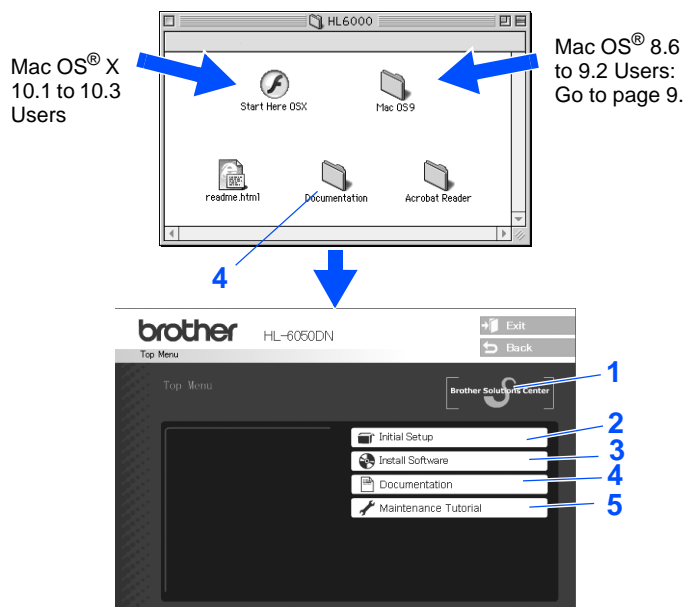 HL6000
Mac OS® X
10.1 to 10.3
Users
Mac OS® 8.6
to 9.2 Users:
Go to page 9.
Start Here OSX
Mac OS9
readme.html
Documentation
Acrobat Reader
4
brother
HL-6050DN
Exit
Back
Top Menu
Top Menu
Brother Solutions Center
1
Initial Setup
2
Install Software
3
Documentation
4
Maintenance Tutorial
5